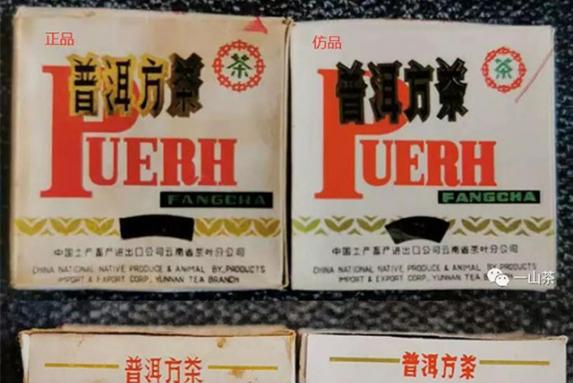 正品
仿品
普洱方茶
茶
PUERH
FANGCHA
中国土产畜产进出口公司云南省茶叶分公司
CHINA NATIONAL NATIVE PRODUCE & ANIMAL BY_PRODUCTS
IMPORT & EXPORT CORP., YUNNAN TEA BRANCH
普洱方茶
茶
PUERH
FANGCHA
中国土产畜产进出口公司云南省茶叶分公司
CHINA NATIONAL NATIVE PRODUCE & ANIMAL BY_PRODUCTS
IMPORT & EXPORT CORP., YUNNAN TEA BRANCH
一山茶
普洱方茶
普洱方茶